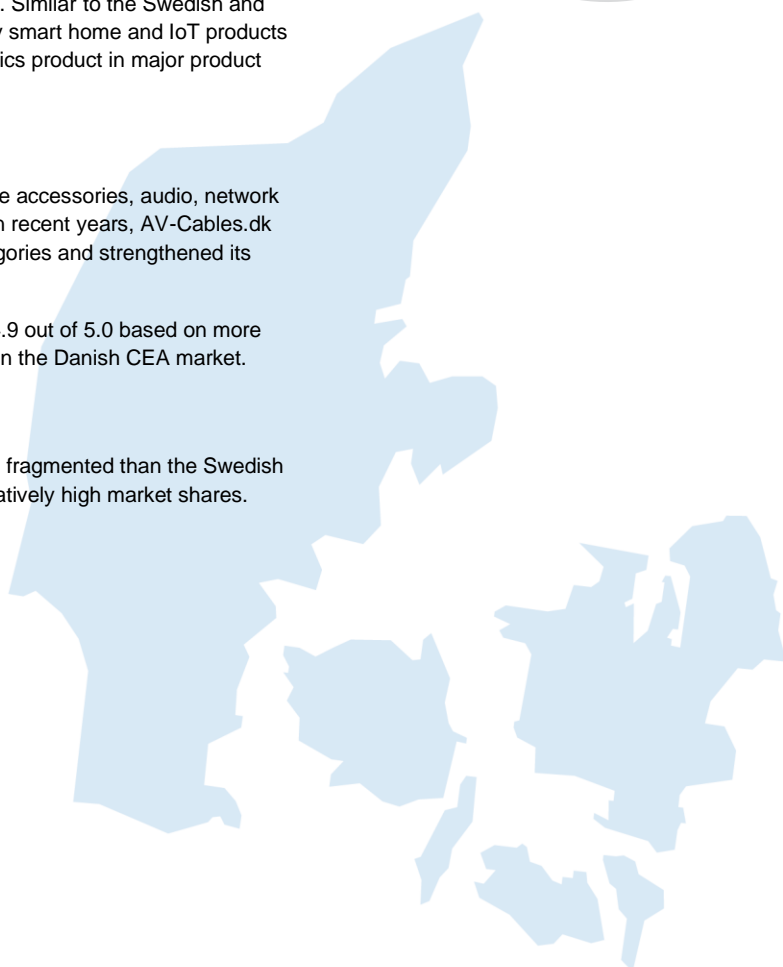 . Similar to the Swedish and
smart home and IoT products
ics product in major product
e accessories, audio, network
n recent years, AV-Cables.dk
gories and strengthened its
.9 out of 5.0 based on more
n the Danish CEA market.
fragmented than the Swedish
atively high market shares.